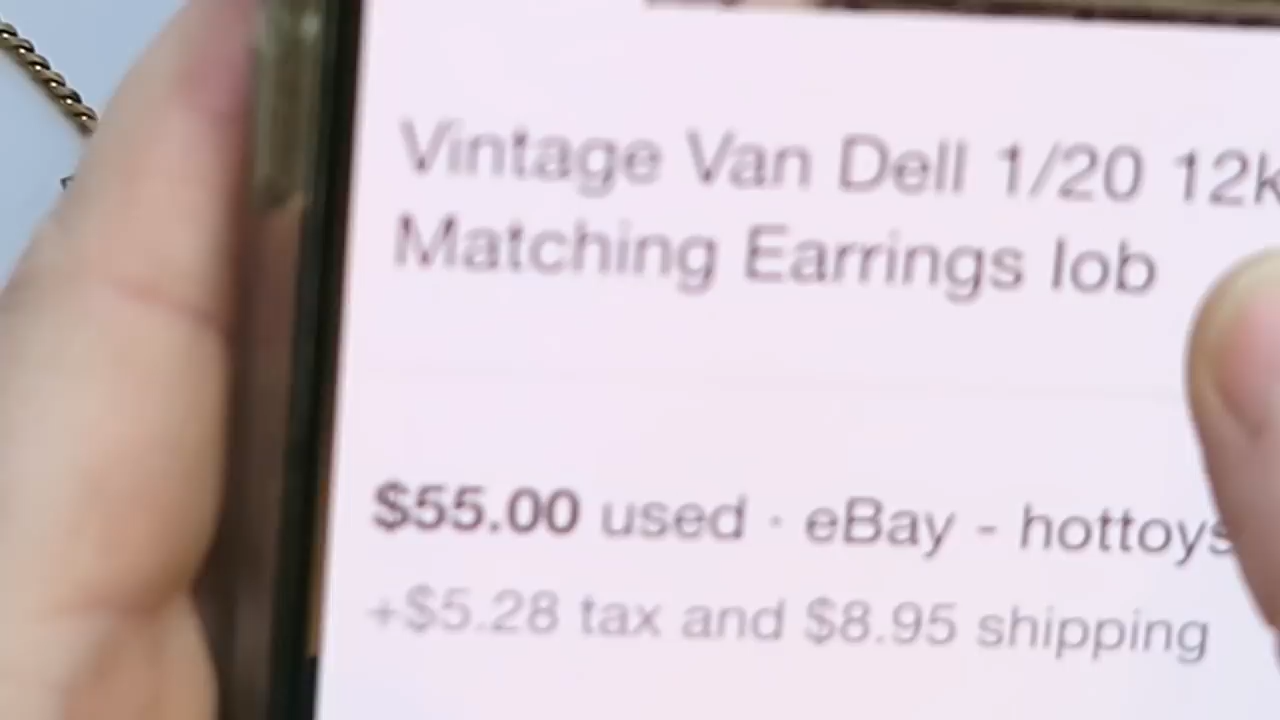 Vintage Van Dell 1/20 12k
Matching Earrings lob
$55.00 used · eBay - hottoys
+$5.28 tax and $8.95 shipping